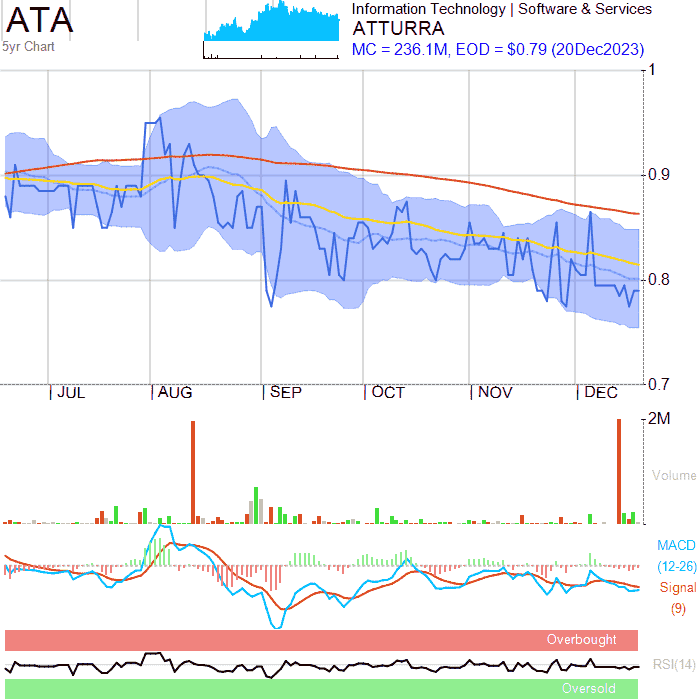 ATA
5yr Chart
Information Technology | Software & Services
ATTURRA
MC = 236.1M, EOD = $0.79 (20Dec2023)
1
0.9
0.8
0.7
JUL
AUG
SEP
OCT
NOV
DEC
2M
Volume
MACD
(12-26)
Signal
(9)
Overbought
RSI(14)
Oversold